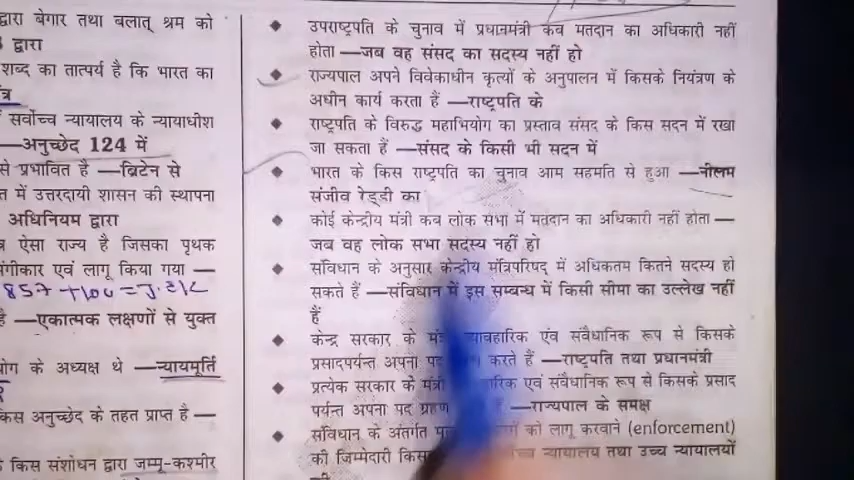 द्वारा बेगार तथा बलात् श्रम को
द्वारा
शब्द का तात्पर्य है कि भारत का
त्र
सर्वोच्च न्यायालय के न्यायाधीश
—अनुच्छेद 124 में
से प्रभावित है —ब्रिटेन से
त में उत्तरदायी शासन की स्थापना
अधिनियम द्वारा
ऐसा राज्य है जिसका पृथक
गीकार एवं लागू किया गया —
1857 +100 =
है —एकात्मक लक्षणों से युक्त
योग के अध्यक्ष थे —न्यायमूर्ति
किस अनुच्छेद के तहत प्राप्त है —
किस संशोधन द्वारा जम्मू-कश्मीर
उपराष्ट्रपति के चुनाव में प्रधानमंत्री कब मतदान का अधिकारी नहीं
होता —जब वह संसद का सदस्य नहीं हो
राज्यपाल अपने विवेकाधीन कृत्यों के अनुपालन में किसके नियंत्रण के
अधीन कार्य करता हैं —राष्ट्रपति के
राष्ट्रपति के विरुद्ध महाभियोग का प्रस्ताव संसद के किस सदन में रखा
जा सकता हैं —संसद के किसी भी सदन में
भारत के किस राष्ट्रपति का चुनाव आम सहमति से हुआ —नीलम
संजीव रेड्डी का
कोई केन्द्रीय मंत्री कब लोक सभा में मतदान का अधिकारी नहीं होता —
जब वह लोक सभा सदस्य नहीं हो
संविधान के अनुसार केन्द्रीय मंत्रिपरिषद में अधिकतम कितने सदस्य हो
सकते हैं —संविधान में इस सम्बन्ध में किसी सीमा का उल्लेख नहीं
हैं
केन्द्र सरकार के एंव संवैधानिक रूप से किसके
प्रसादपर्यन्त अपना करते हैं —राष्ट्रपति तथा प्रधानमंत्री
प्रत्येक सरकार के मंत्री एवं संवैधानिक रूप से किसके प्रसाद
पर्यन्त अपना पद ग्रहण —राज्यपाल के समक्ष
संविधान के अंतर्गत को लागू करवाने (enforcement)
की जिम्मेदारी न्यायालय तथा उच्च न्यायालयों